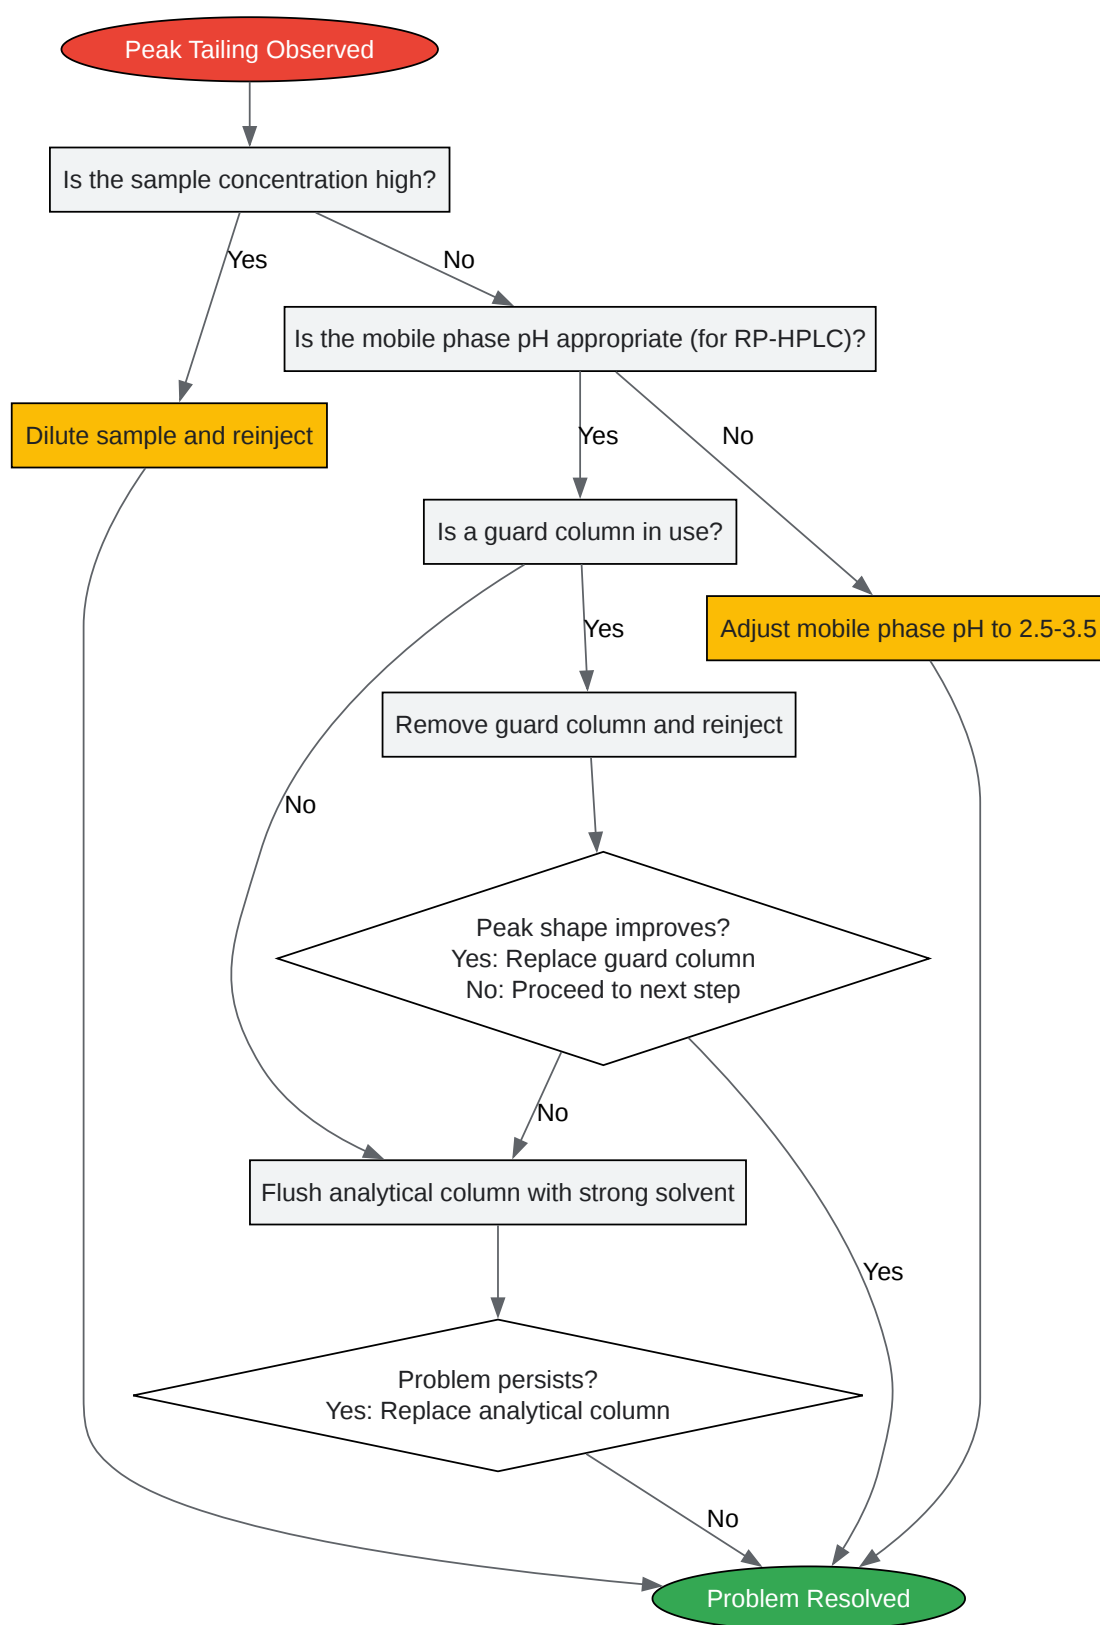 Peak Tailing Observed
Is the sample concentration high?
Yes
No
Is the mobile phase pH appropriate (for RP-HPLC)?
Dilute sample and reinject
Yes
No
Is a guard column in use?
Yes
Adjust mobile phase pH to 2.5-3.5
Remove guard column and reinject
No
Peak shape improves?
Yes: Replace guard column
No: Proceed to next step
No
Flush analytical column with strong solvent
Yes
Problem persists?
Yes: Replace analytical column
No
Problem Resolved